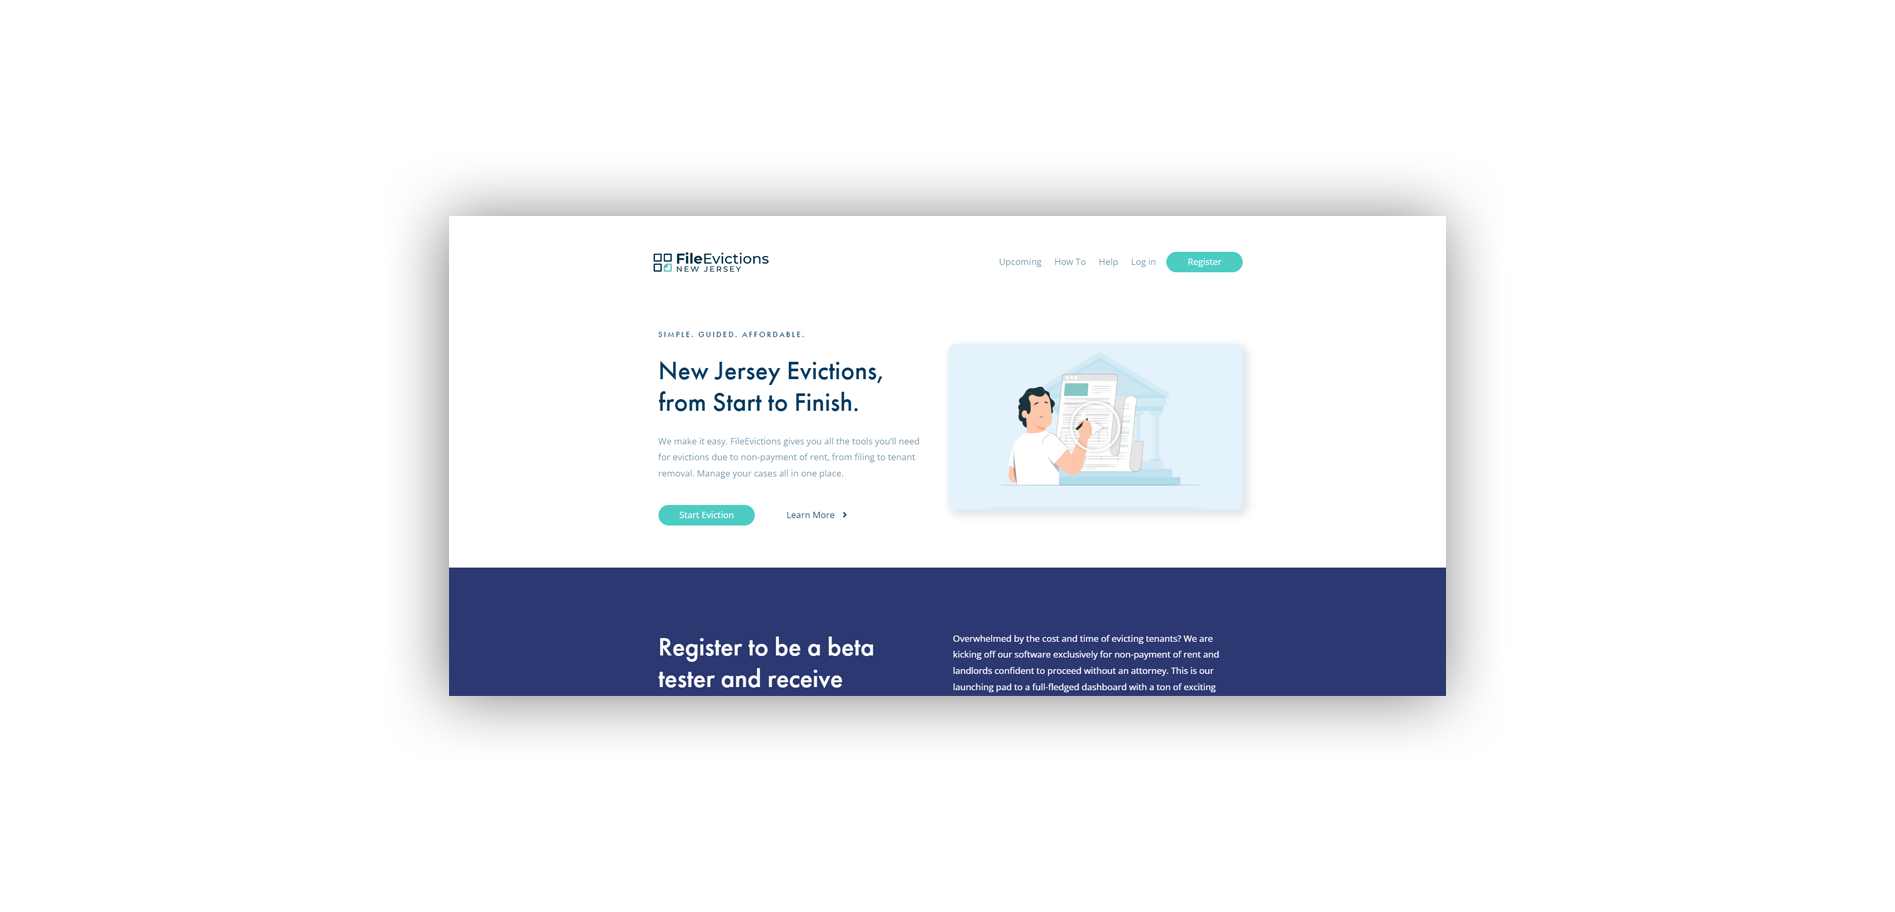 FileEvictions
NEW JERSEY
Upcoming How To Help Log in Register
SIMPLE. GUIDED. AFFORDABLE.
New Jersey Evictions,
from Start to Finish.
We make it easy. FileEvictions gives you all the tools you'll need
for evictions due to non-payment of rent, from filing to tenant
removal. Manage your cases all in one place.
Start Eviction Learn More
Register to be a beta
tester and receive
Overwhelmed by the cost and time of evicting tenants? We are
kicking off our software exclusively for non-payment of rent and
landlords confident to proceed without an attorney. This is our
launching pad to a full-fledged dashboard with a ton of exciting